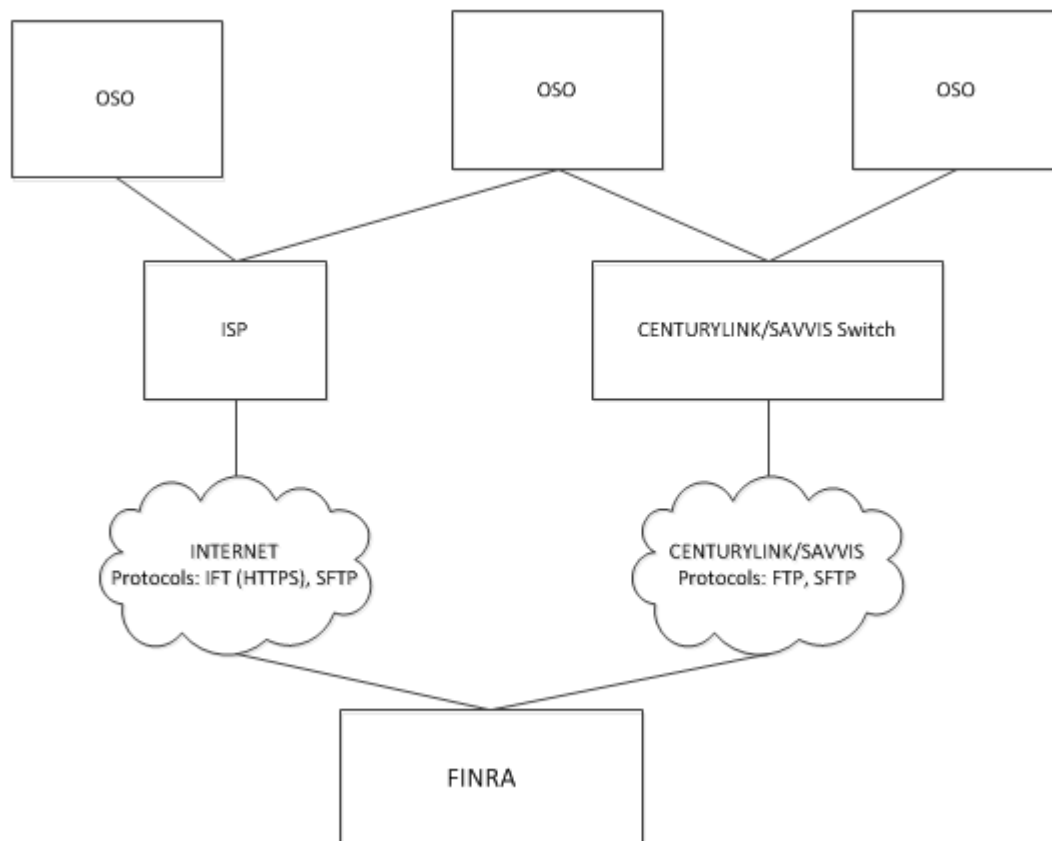 OSO
OSO
OSO
ISP
CENTURYLINK/SAVVIS Switch
INTERNET
Protocols: IFT (HTTPS), SFTP
CENTURYLINK/SAVVIS
Protocols: FTP, SFTP
FINRA